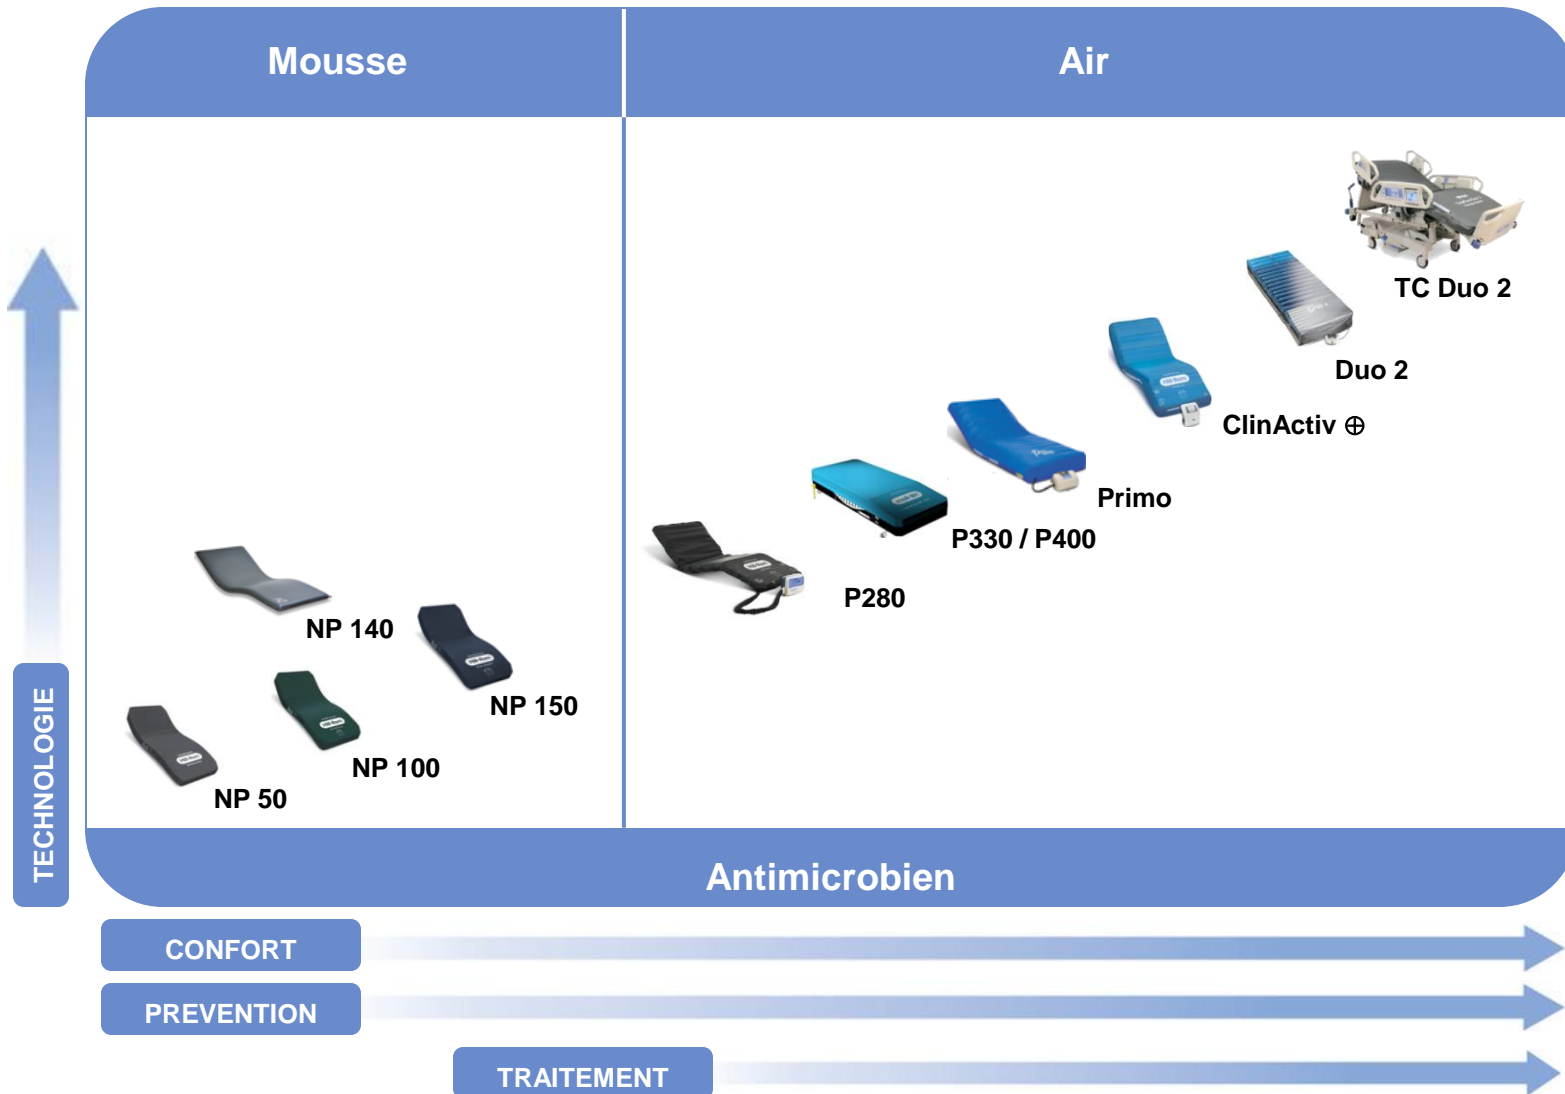 Mousse
Air
TC Duo 2
Duo 2
ClinActiv ⊕
Primo
P330 / P400
P280
NP 140
NP 150
NP 100
NP 50
TECHNOLOGIE
Antimicrobien
CONFORT
PREVENTION
TRAITEMENT